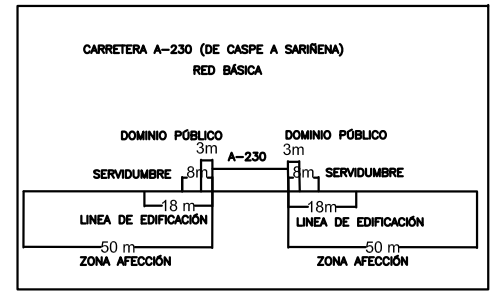 CARRETERA A-230 (DE CASPE A SARIÑENA)
RED BÁSICA
DOMINIO PÚBLICO DOMINIO PÚBLICO
3m A-230 3m
SERVIDUMBRE 8m 8m SERVIDUMBRE
18 m 18m
LINEA DE EDIFICACIÓN LINEA DE EDIFICACIÓN
50 m 50 m
ZONA AFECCIÓN ZONA AFECCIÓN